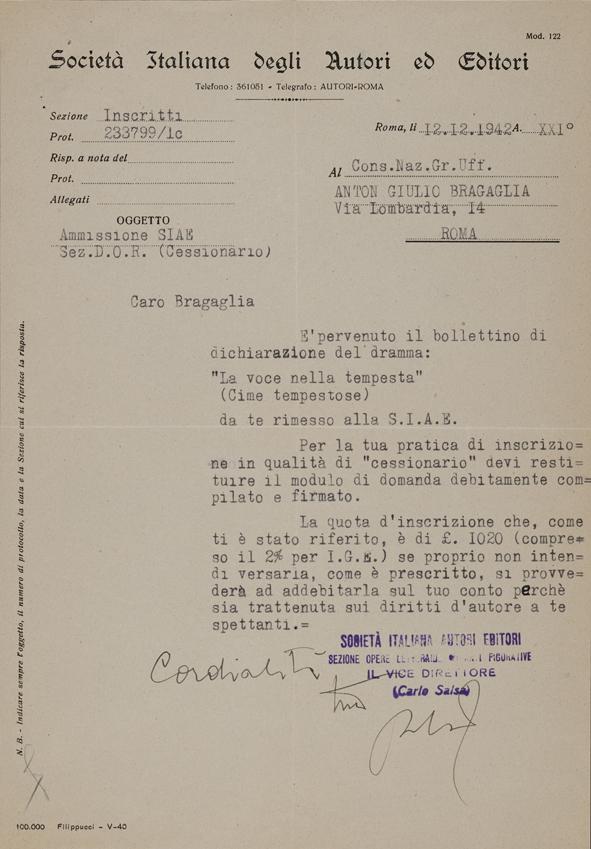 Mod. 122
Società Italiana degli Autori ed Editori
Telefono: 361051 - Telegrafo: AUTORI-ROMA
Sezione Inscritti
Prot. 233799/1c
Roma, li 12.12.1942 A. XXI°
Risp. a nota del
Prot.
Allegati
Al Cons.Naz.Gr.Uff.
ANTON GIULIO BRAGAGLIA
Via Lombardia, 14
ROMA
OGGETTO
Ammissione SIAE
Sez.D.O.R. (Cessionario)
Caro Bragaglia
E'pervenuto il bollettino di
dichiarazione del dramma:
"La voce nella tempesta"
(Cime tempestose)
da te rimesso alla S.I.A.E.
Per la tua pratica di inscrizio=
ne in qualità di "cessionario" devi resti=
tuire il modulo di domanda debitamente com=
pilato e firmato.
La quota d'inscrizione che, come
ti è stato riferito, è di £. 1020 (compre=
so il 2% per I.G.E.) se proprio non inten=
di versarla, come è prescritto, si provve=
derà ad addebitarla sul tuo conto perchè
sia trattenuta sui diritti d'autore a te
spettanti.=
SOCIETÀ ITALIANA AUTORI EDITORI
SEZIONE OPERE LETTERARIE ED ARTI FIGURATIVE
IL VICE DIRETTORE
(Carlo Salsa)
Cordialità
tuo
N. B. - Indicare sempre l'oggetto, il numero di protocollo, la data e la Sezione cui si riferisce la risposta.
100.000 Filippucci - V-40